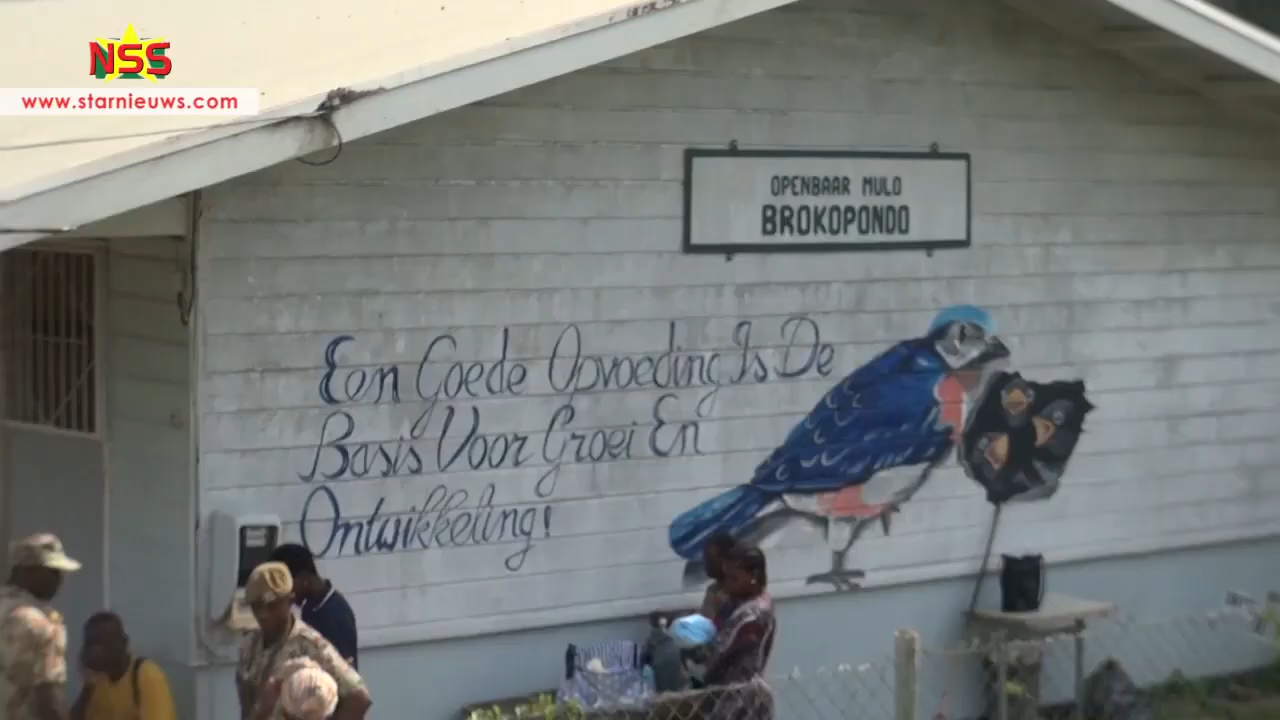 NSS
www.starnieuws.com
OPENBAAR MULO
BROKOPONDO
Een Goede Opvoeding Is De
Basis Voor Groei En
Ontwikkeling!